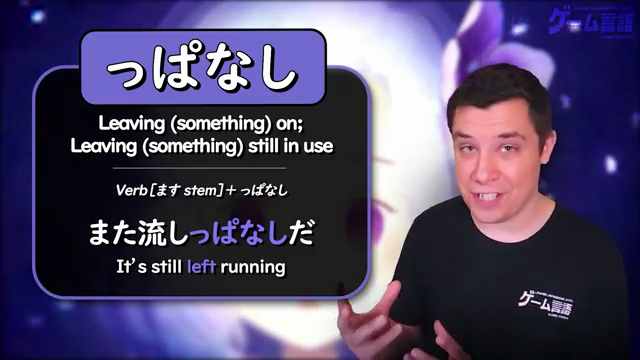 っぱなし
Leaving (something) on;
Leaving (something) still in use
Verb [ます stem] + っぱなし
また流しっぱなしだ
It's still left running
ゲーム言語
ゲーム言語